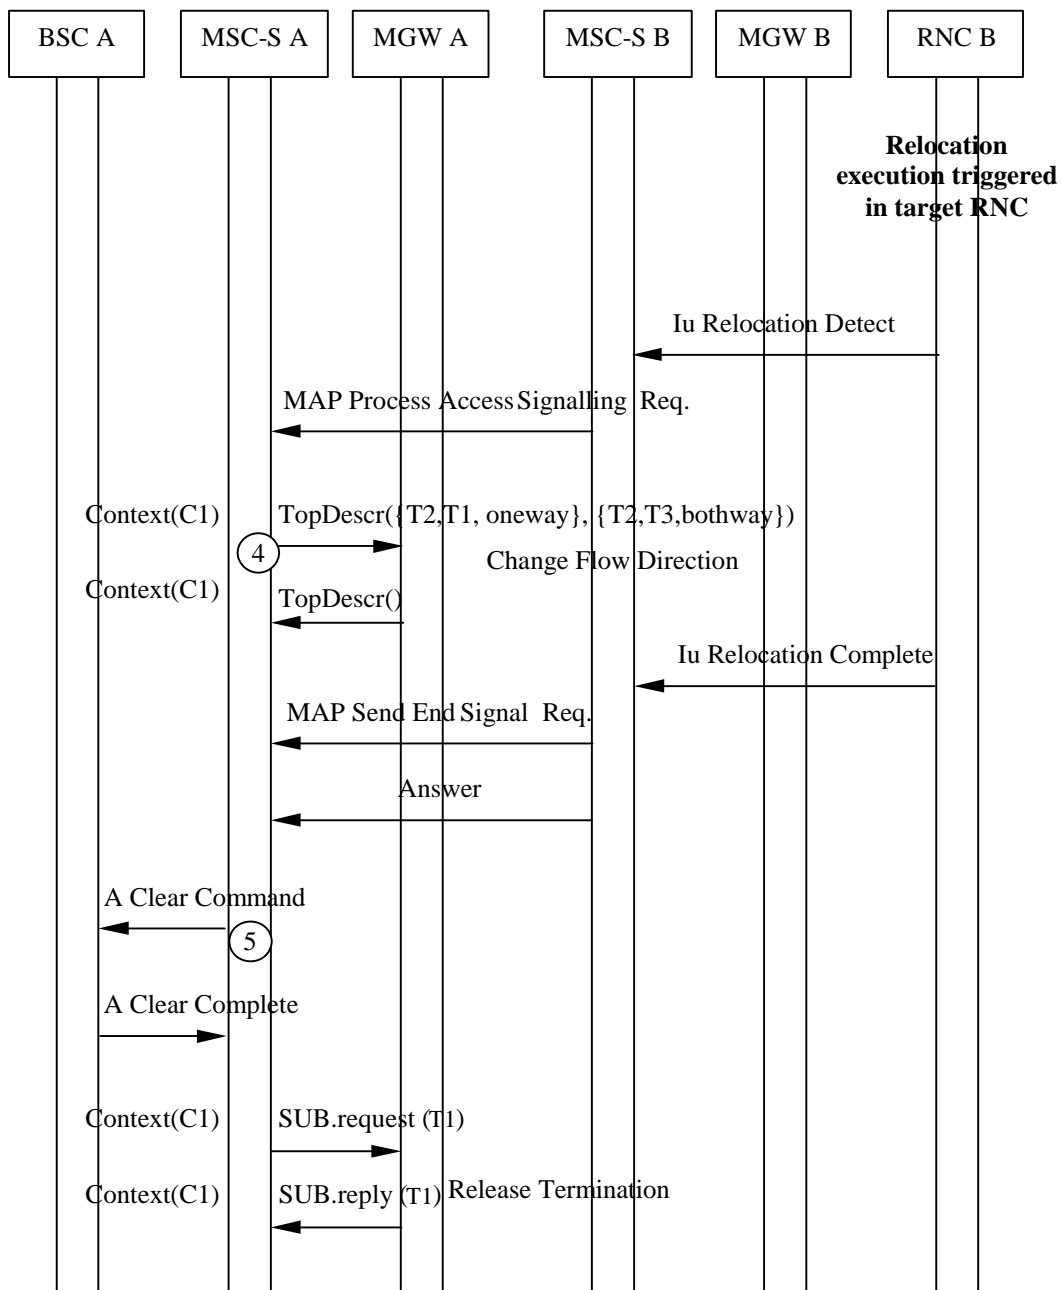 BSC A
MSC-S A
MGW A
MSC-S B
MGW B
RNC B
Relocation
execution triggered
in target RNC
Iu Relocation Detect
MAP Process Access Signalling Req.
Context(C1)
TopDescr({T2,T1, oneway}, {T2,T3,bothway})
4
Change Flow Direction
Context(C1)
TopDescr()
Iu Relocation Complete
MAP Send End Signal Req.
Answer
A Clear Command
5
A Clear Complete
Context(C1)
SUB.request (T1)
Context(C1)
SUB.reply (T1)
Release Termination